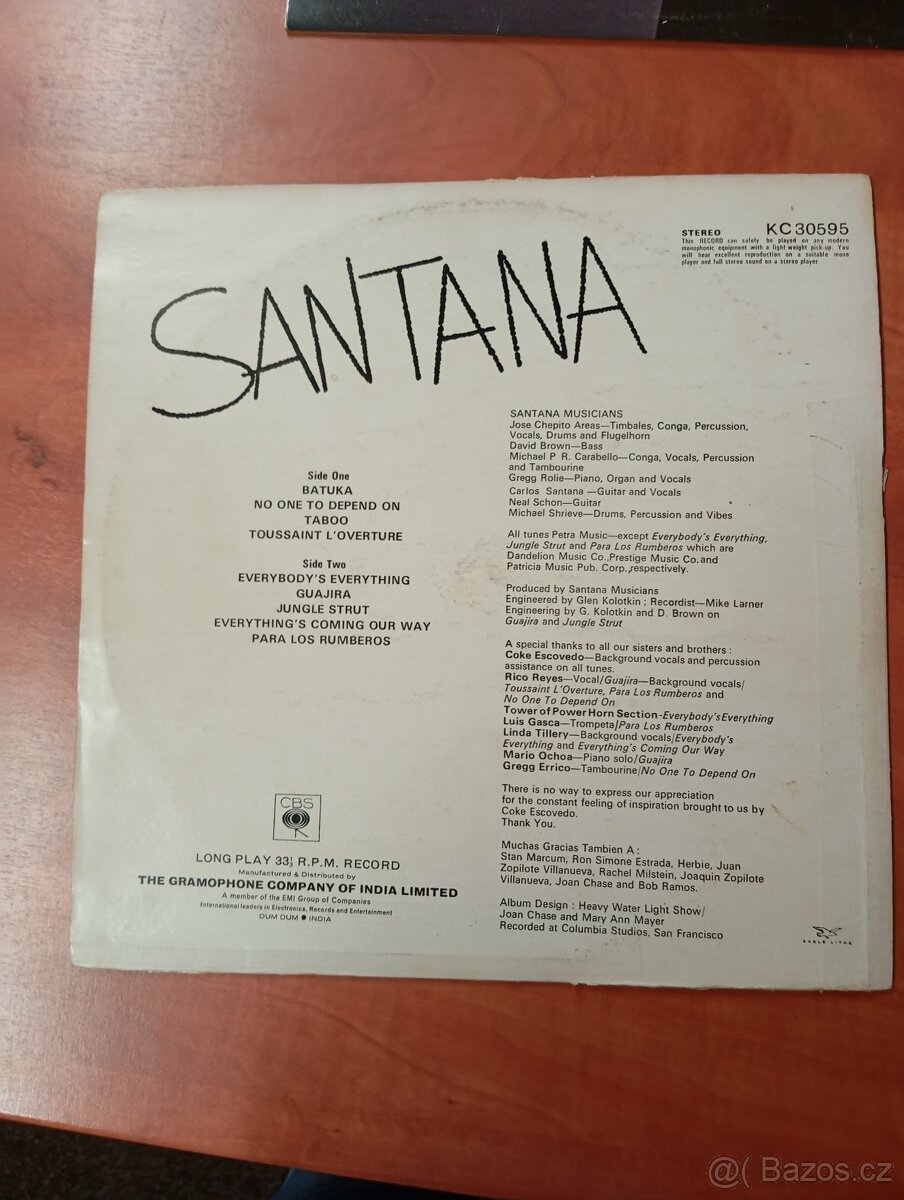 STEREO KC 30595
This RECORD can safely be played on any modern
monophonic equipment with a light weight pick-up. You
will hear excellent reproduction on a suitable mono
player and full stereo sound on a stereo player
SANTANA
Side One
BATUKA
NO ONE TO DEPEND ON
TABOO
TOUSSAINT L'OVERTURE
Side Two
EVERYBODY'S EVERYTHING
GUAJIRA
JUNGLE STRUT
EVERYTHING'S COMING OUR WAY
PARA LOS RUMBEROS
SANTANA MUSICIANS
Jose Chepito Areas—Timbales, Conga, Percussion,
Vocals, Drums and Flugelhorn
David Brown—Bass
Michael P. R. Carabello—Conga, Vocals, Percussion
and Tambourine
Gregg Rolie—Piano, Organ and Vocals
Carlos Santana—Guitar and Vocals
Neal Schon—Guitar
Michael Shrieve—Drums, Percussion and Vibes
All tunes Petra Music—except Everybody's Everything,
Jungle Strut and Para Los Rumberos which are
Dandelion Music Co., Prestige Music Co. and
Patricia Music Pub. Corp., respectively.
Produced by Santana Musicians
Engineered by Glen Kolotkin ; Recordist—Mike Larner
Engineering by G. Kolotkin and D. Brown on
Guajira and Jungle Strut
A special thanks to all our sisters and brothers :
Coke Escovedo—Background vocals and percussion
assistance on all tunes.
Rico Reyes—Vocal/Guajira—Background vocals/
Toussaint L'Overture, Para Los Rumberos and
No One To Depend On
Tower of Power Horn Section-Everybody's Everything
Luis Gasca—Trompeta/Para Los Rumberos
Linda Tillery—Background vocals/Everybody's
Everything and Everything's Coming Our Way
Mario Ochoa—Piano solo/Guajira
Gregg Errico—Tambourine/No One To Depend On
There is no way to express our appreciation
for the constant feeling of inspiration brought to us by
Coke Escovedo.
Thank You.
Muchas Gracias Tambien A :
Stan Marcum, Ron Simone Estrada, Herbie, Juan
Zopilote Villanueva, Rachel Milstein, Joaquin Zopilote
Villanueva, Joan Chase and Bob Ramos.
Album Design : Heavy Water Light Show/
Joan Chase and Mary Ann Mayer
Recorded at Columbia Studios, San Francisco
CBS
LONG PLAY 33⅓ R.P.M. RECORD
Manufactured & Distributed by
THE GRAMOPHONE COMPANY OF INDIA LIMITED
A member of the EMI Group of Companies
International leaders in Electronics, Records and Entertainment
DUM DUM ● INDIA
EAGLE LITHO
@( Bazos.cz